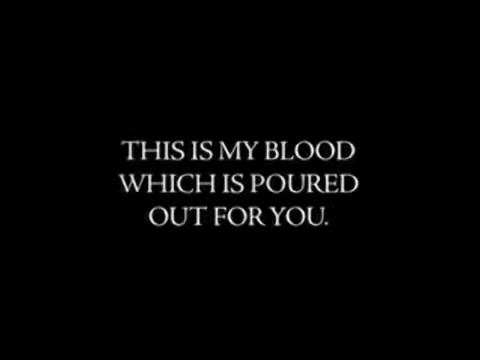 THIS IS MY BLOOD
WHICH IS POURED
OUT FOR YOU.